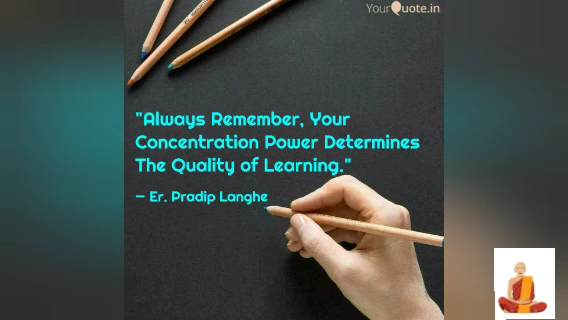 YourQuote.in
"Always Remember, Your
Concentration Power Determines
The Quality of Learning."
— Er. Pradip Langhe